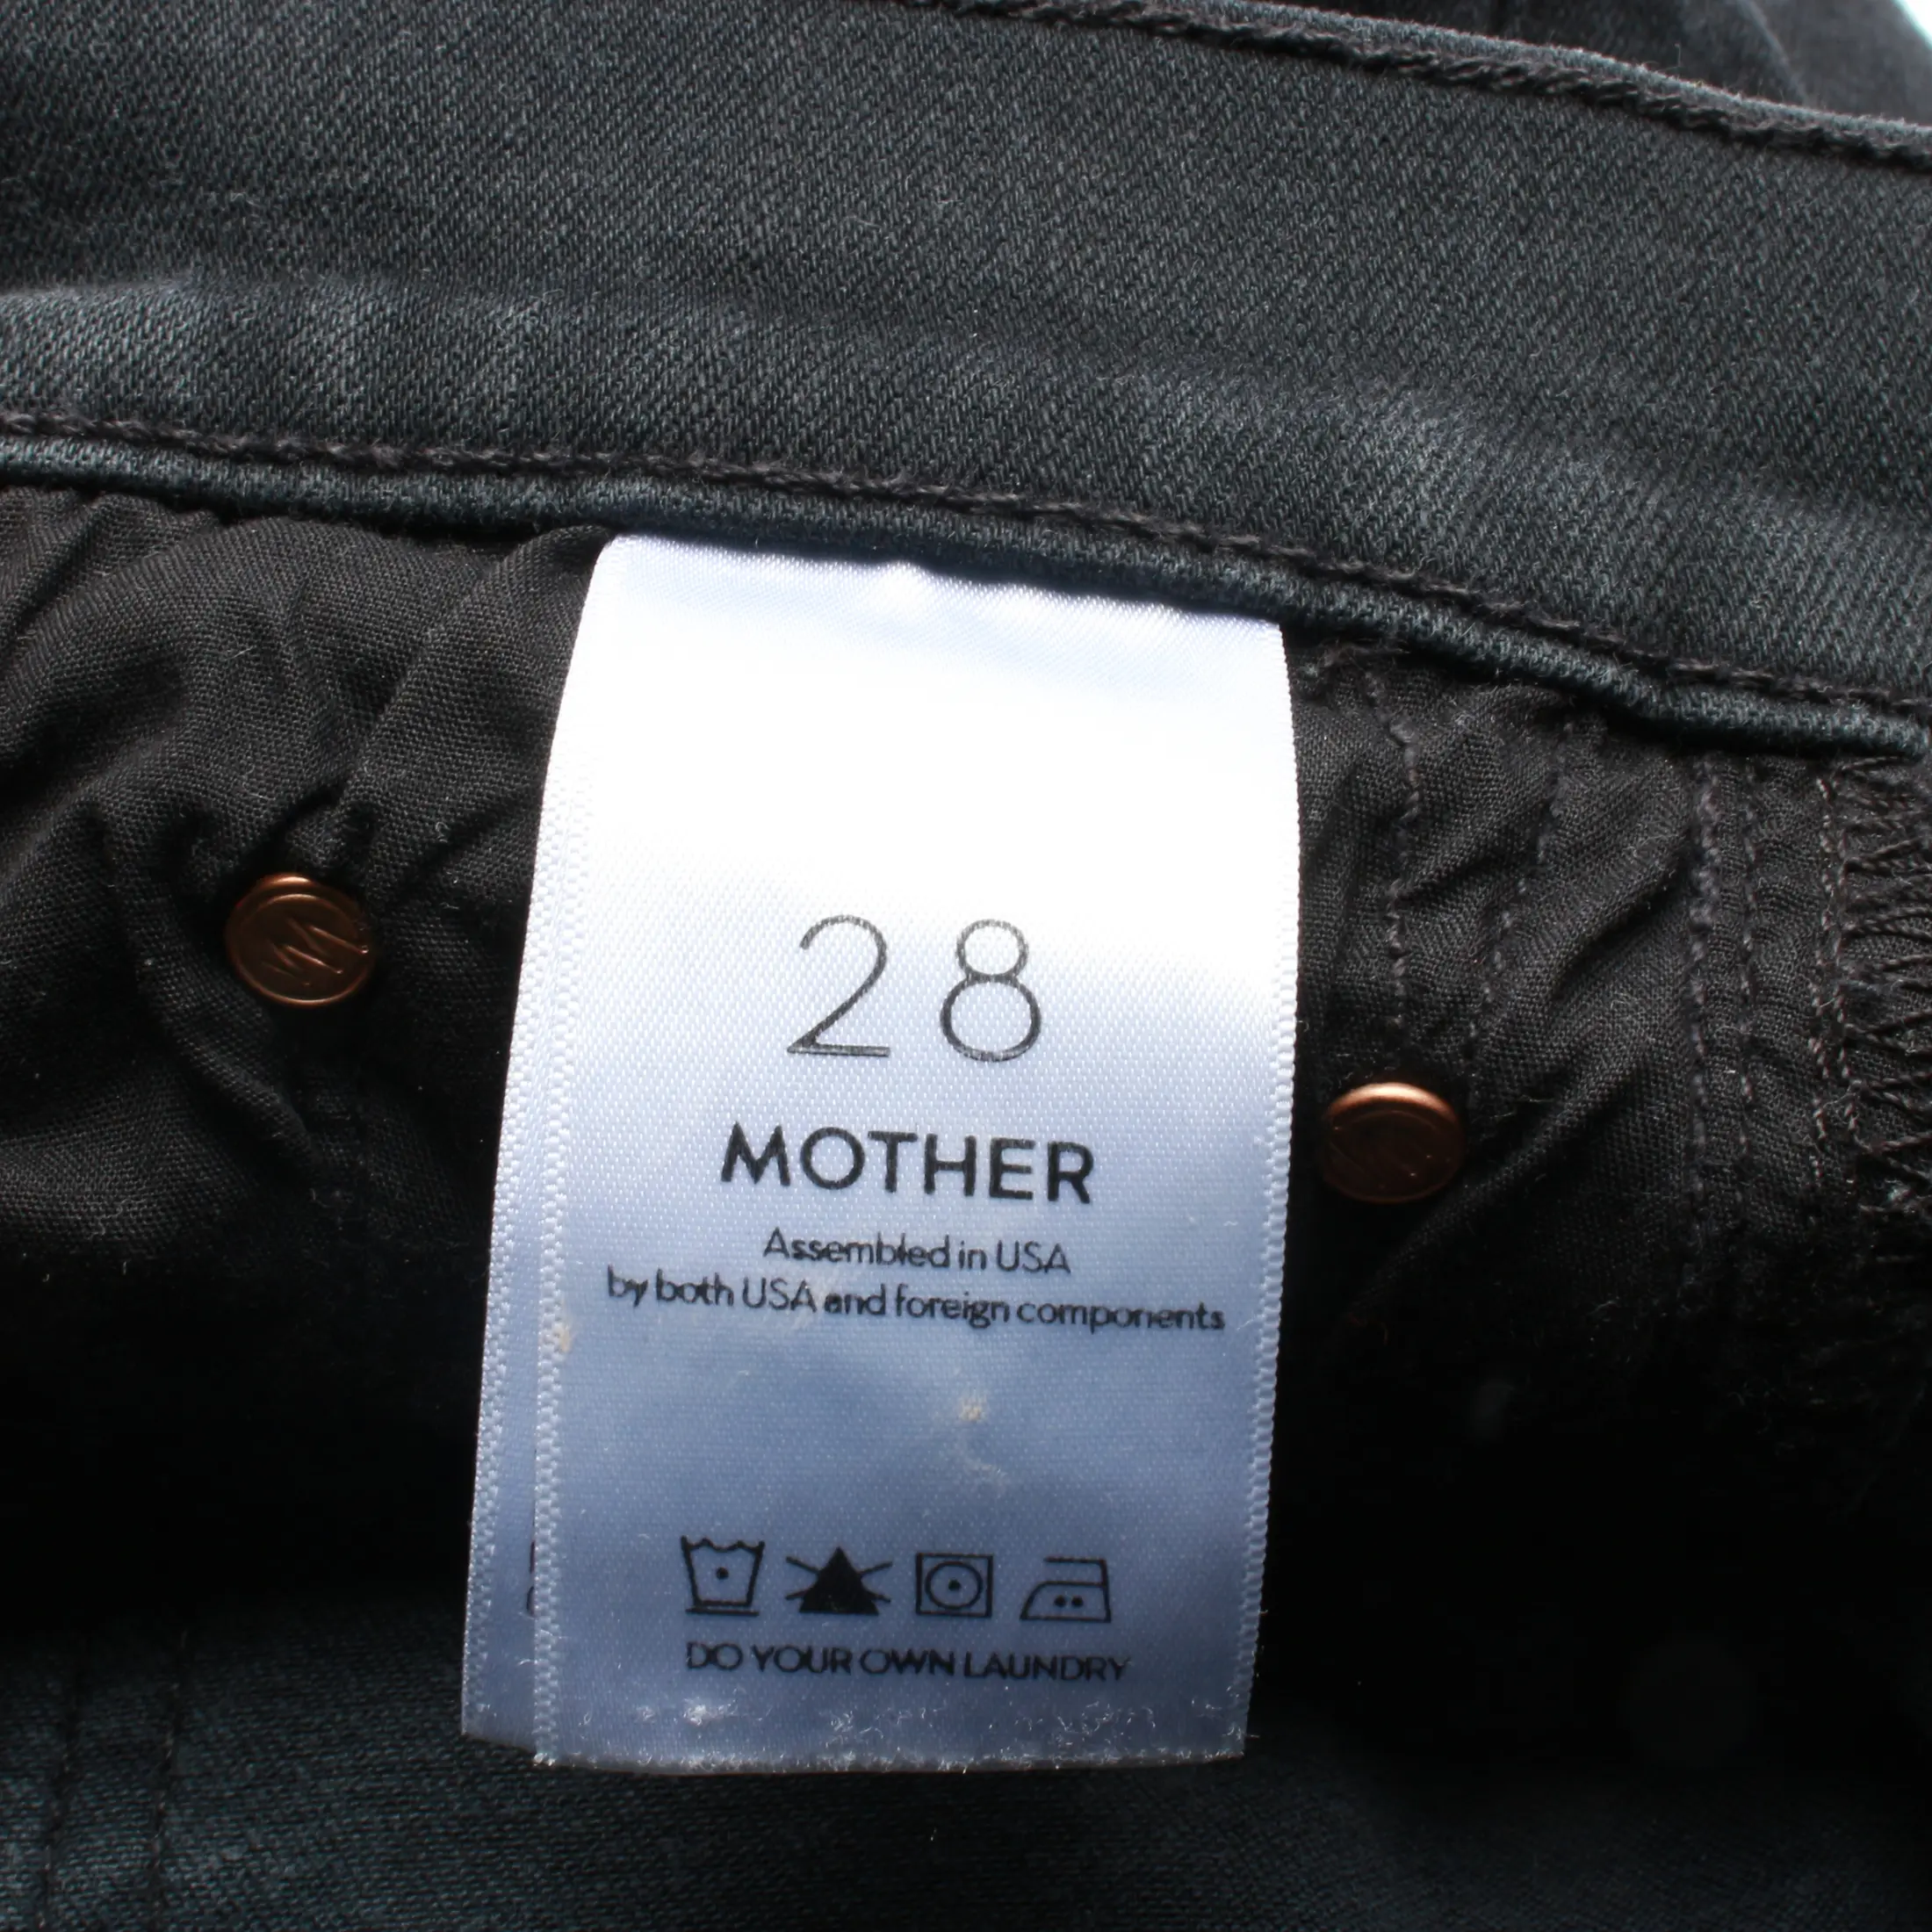 28
MOTHER
Assembled in USA
by both USA and foreign components
DO YOUR OWN LAUNDRY